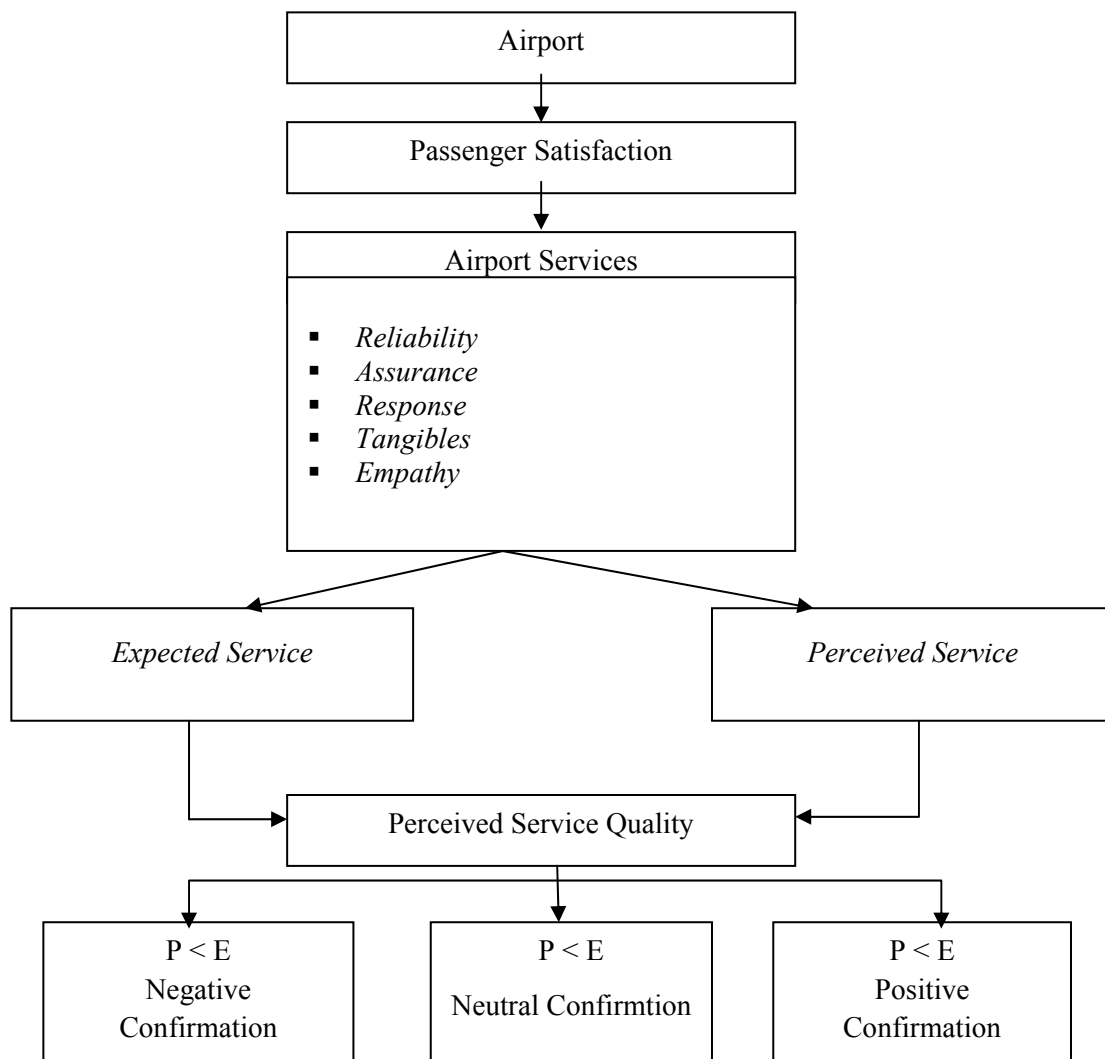 Airport
Passenger Satisfaction
Airport Services
▪ Reliability
▪ Assurance
▪ Response
▪ Tangibles
▪ Empathy
Expected Service
Perceived Service
Perceived Service Quality
P < E
Negative
Confirmation
P < E
Neutral Confirmtion
P < E
Positive
Confirmation